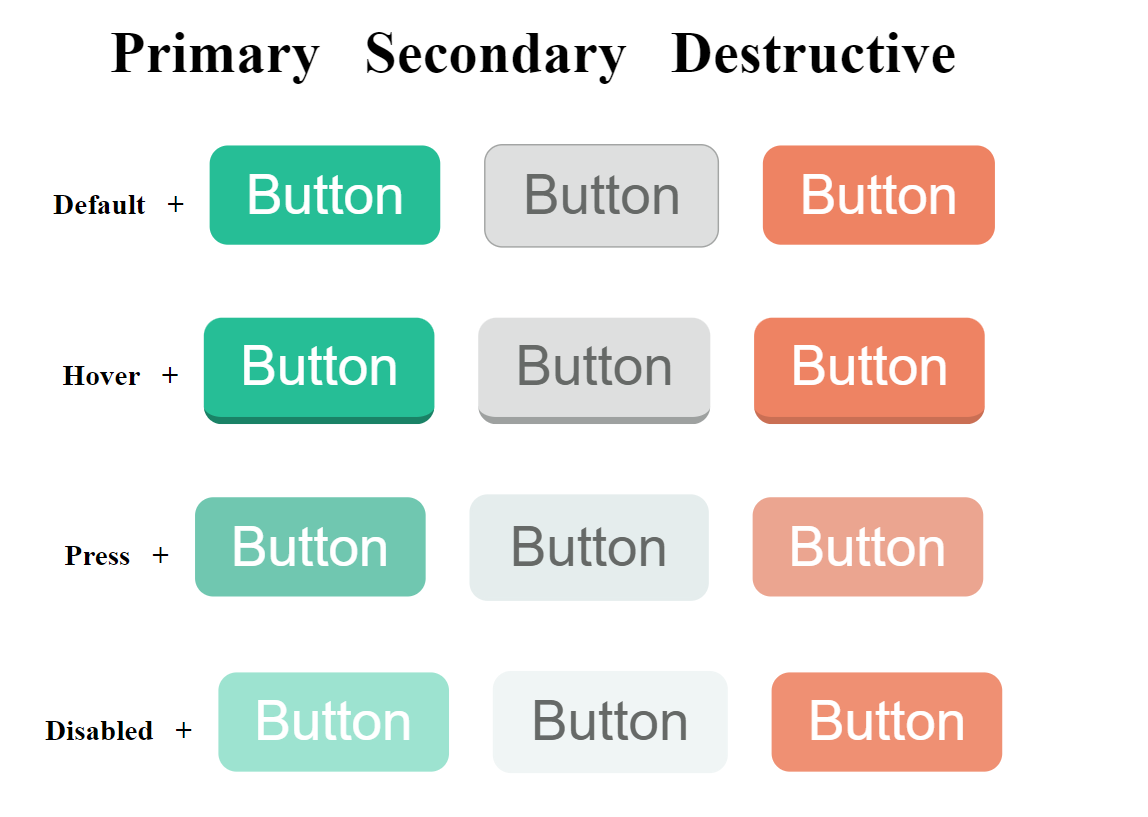 Primary Secondary Destructive
Default + Button Button Button
Hover + Button Button Button
Press + Button Button Button
Disabled + Button Button Button